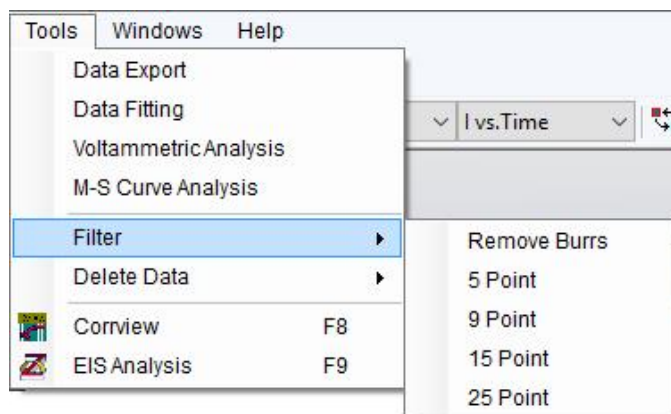 Tools Windows Help
Data Export
Data Fitting
Voltammetric Analysis
M-S Curve Analysis
I vs.Time
Filter
Delete Data
Corrview F8
EIS Analysis F9
Remove Burrs
5 Point
9 Point
15 Point
25 Point